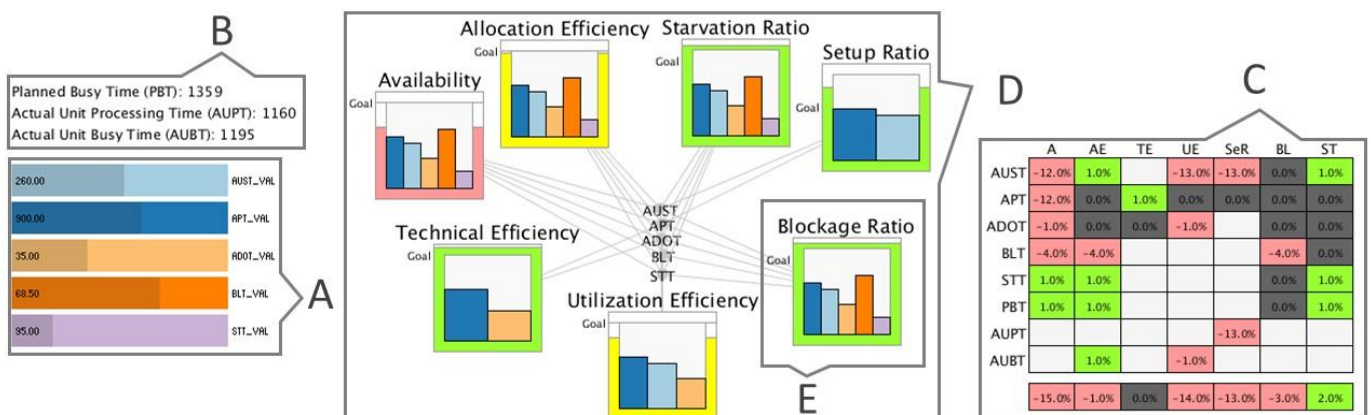 B
Planned Busy Time (PBT): 1359
Actual Unit Processing Time (AUPT): 1160
Actual Unit Busy Time (AUBT): 1195
260.00 AUST_VAL
900.00 APT_VAL
35.00 ADOT_VAL
68.50 BLT_VAL
95.00 STT_VAL
A
Allocation Efficiency
Goal
Starvation Ratio
Goal
Setup Ratio
Goal
Availability
Goal
AUST
APT
ADOT
BLT
STT
Technical Efficiency
Goal
Blockage Ratio
Goal
Utilization Efficiency
Goal
E
D
C
A AE TE UE SeR BL ST
AUST -12.0% 1.0% -13.0% -13.0% 0.0% 1.0%
APT -12.0% 0.0% 1.0% 0.0% 0.0% 0.0% 0.0%
ADOT -1.0% 0.0% 0.0% -1.0% 0.0% 0.0%
BLT -4.0% -4.0% -4.0% 0.0%
STT 1.0% 1.0% 0.0% 1.0%
PBT 1.0% 1.0% 0.0% 1.0%
AUPT -13.0%
AUBT 1.0% -1.0%
-15.0% -1.0% 0.0% -14.0% -13.0% -3.0% 2.0%